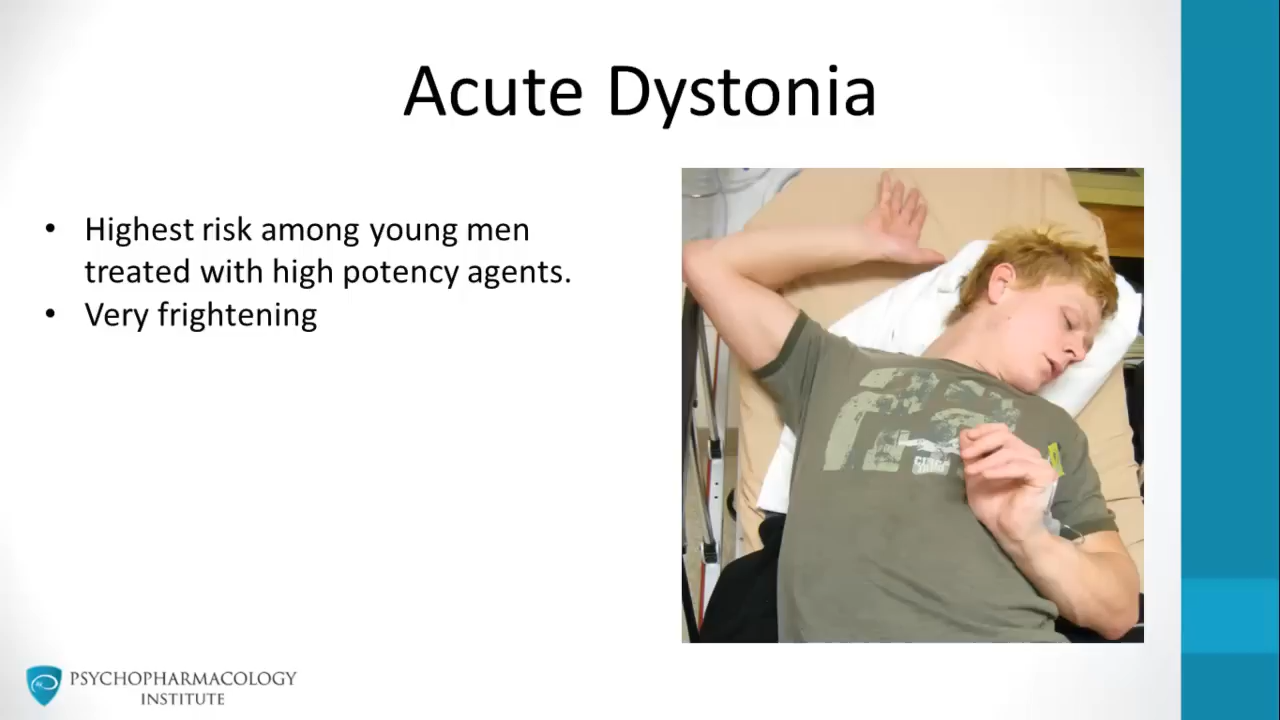 Acute Dystonia
• Highest risk among young men
treated with high potency agents.
• Very frightening
PSYCHOPHARMACOLOGY
INSTITUTE